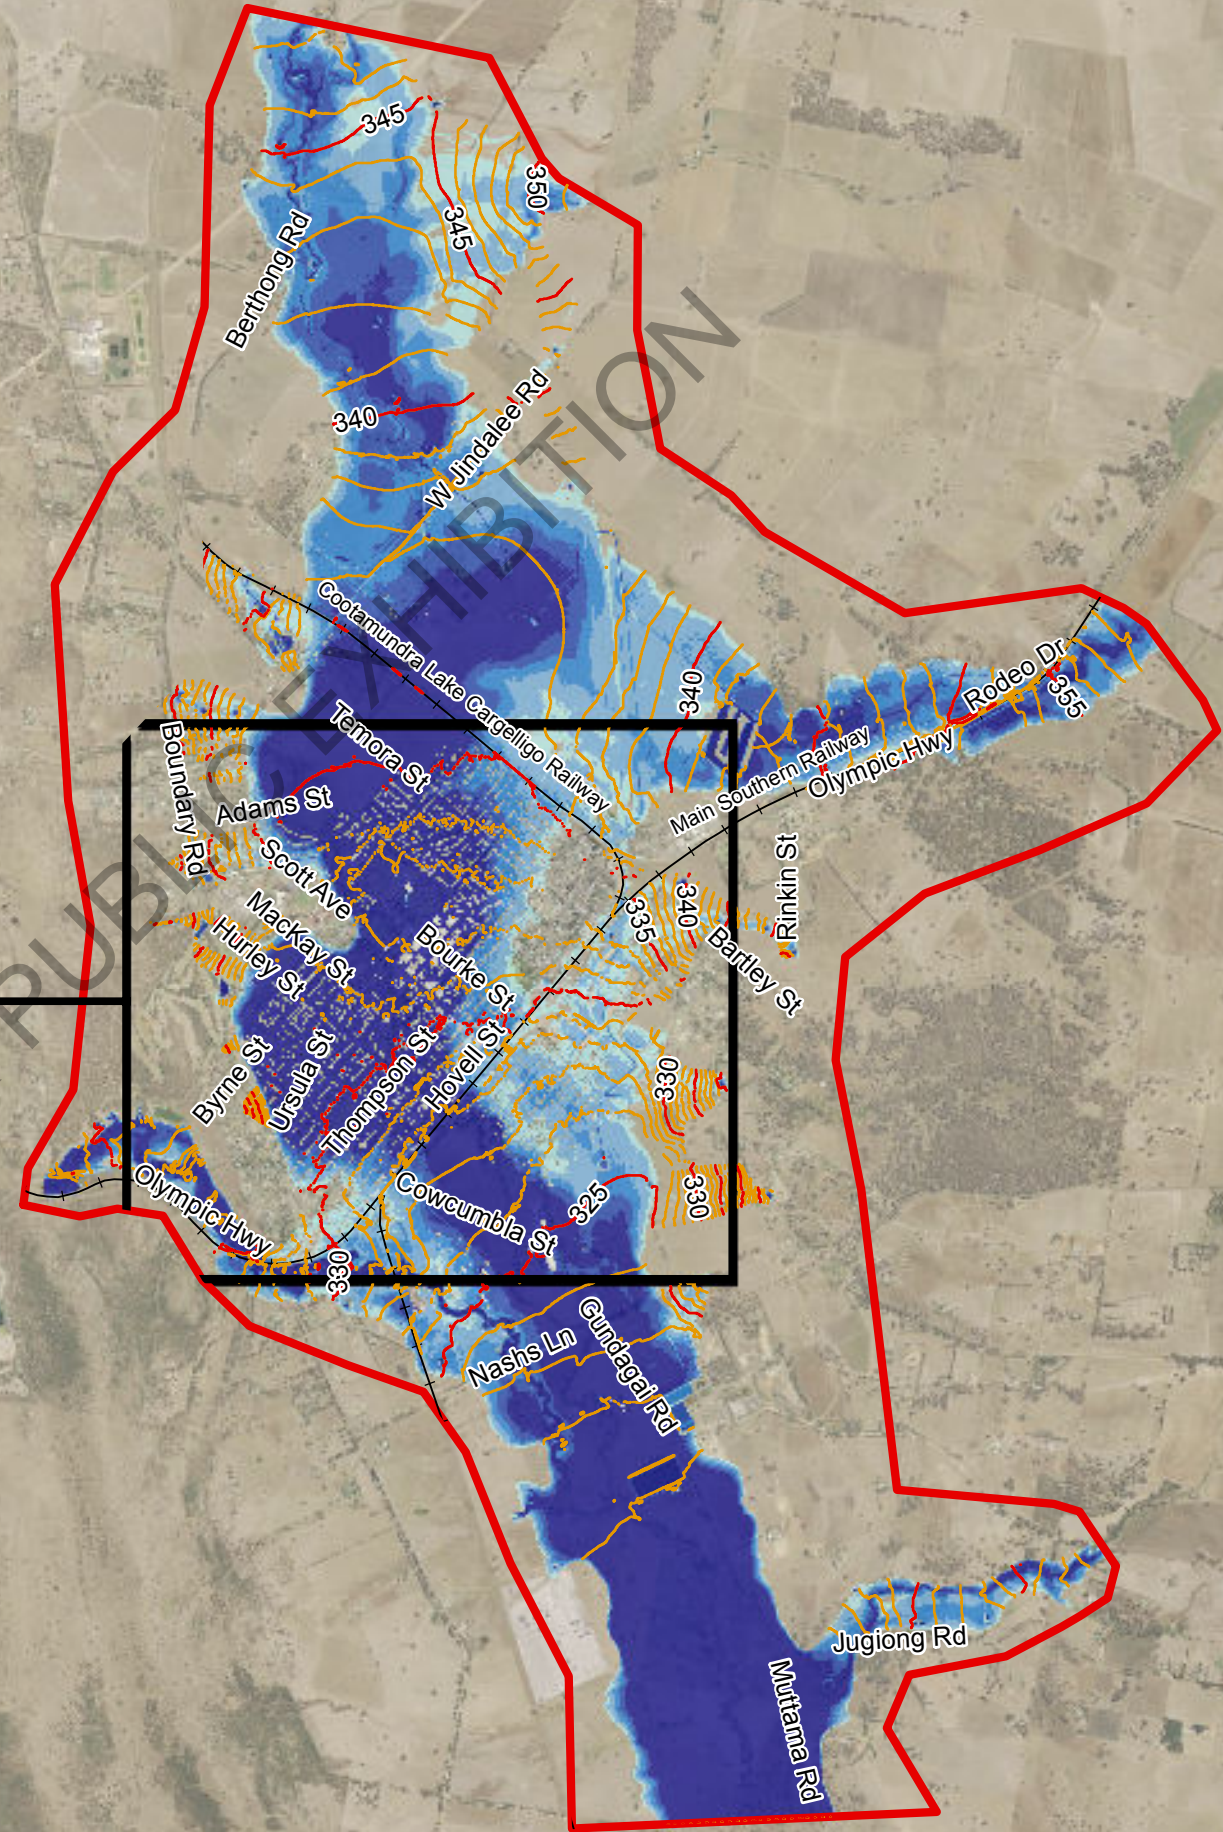 345
350
345
Berthong Rd
340
W Jindalee Rd
PUBLIC EXHIBITION
Cootamundra Lake Cargelligo Railway
340
Rodeo Dr
355
Temora St
Boundary Rd
Olympic Hwy
Main Southern Railway
Adams St
Scott Ave
Rinkin St
335
340
MacKay St
Hurley St
Bourke St
Bartley St
Byrne St
Ursula St
Thompson St
Hovell St
330
Olympic Hwy
Cowcumbla St
325
330
330
Nashs Ln
Gundagai Rd
Jugiong Rd
Muttama Rd